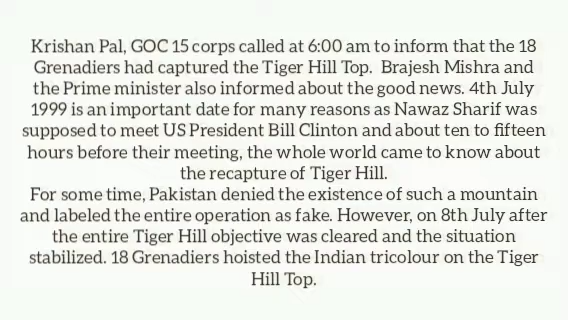 Krishan Pal, GOC 15 corps called at 6:00 am to inform that the 18
Grenadiers had captured the Tiger Hill Top. Brajesh Mishra and
the Prime minister also informed about the good news. 4th July
1999 is an important date for many reasons as Nawaz Sharif was
supposed to meet US President Bill Clinton and about ten to fifteen
hours before their meeting, the whole world came to know about
the recapture of Tiger Hill.
For some time, Pakistan denied the existence of such a mountain
and labeled the entire operation as fake. However, on 8th July after
the entire Tiger Hill objective was cleared and the situation
stabilized. 18 Grenadiers hoisted the Indian tricolour on the Tiger
Hill Top.